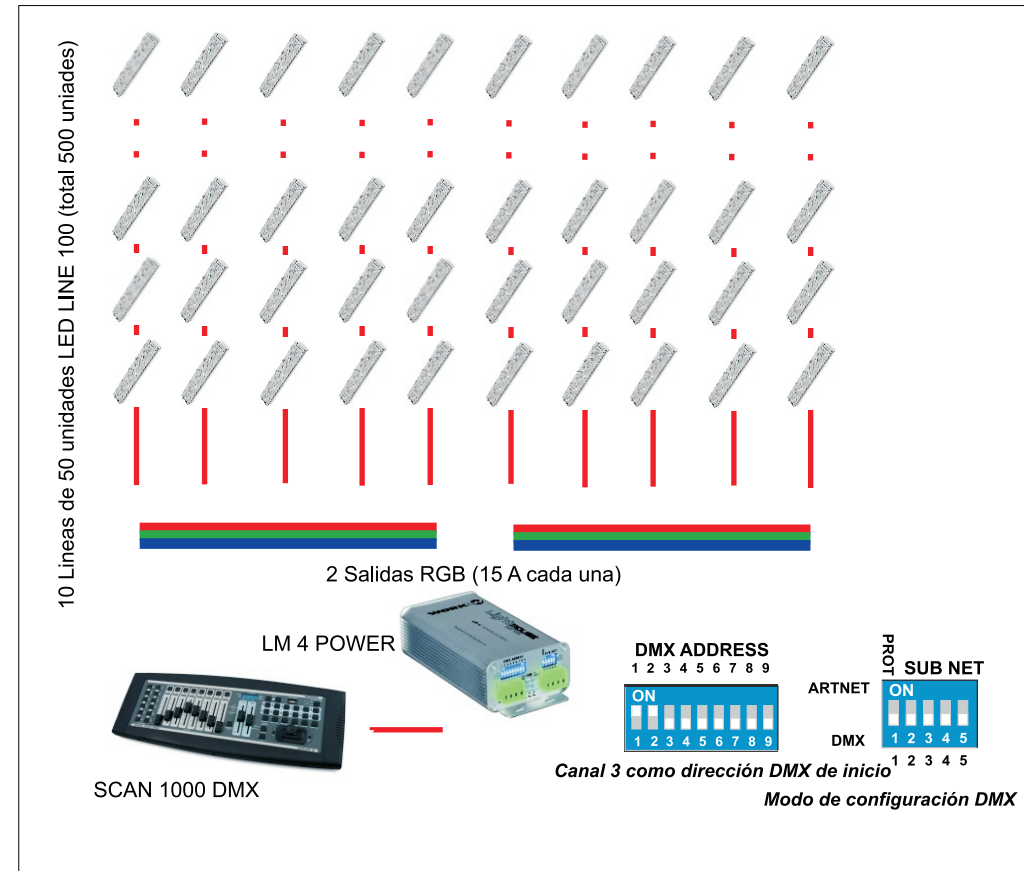 10 Lineas de 50 unidades LED LINE 100 (total 500 uniades)
2 Salidas RGB (15 A cada una)
LM 4 POWER
SCAN 1000 DMX
DMX ADDRESS
1 2 3 4 5 6 7 8 9
ON
1 2 3 4 5 6 7 8 9
Canal 3 como dirección DMX de inicio
PROT
SUB NET
ARTNET
ON
DMX
1 2 3 4 5
1 2 3 4 5
Modo de configuración DMX